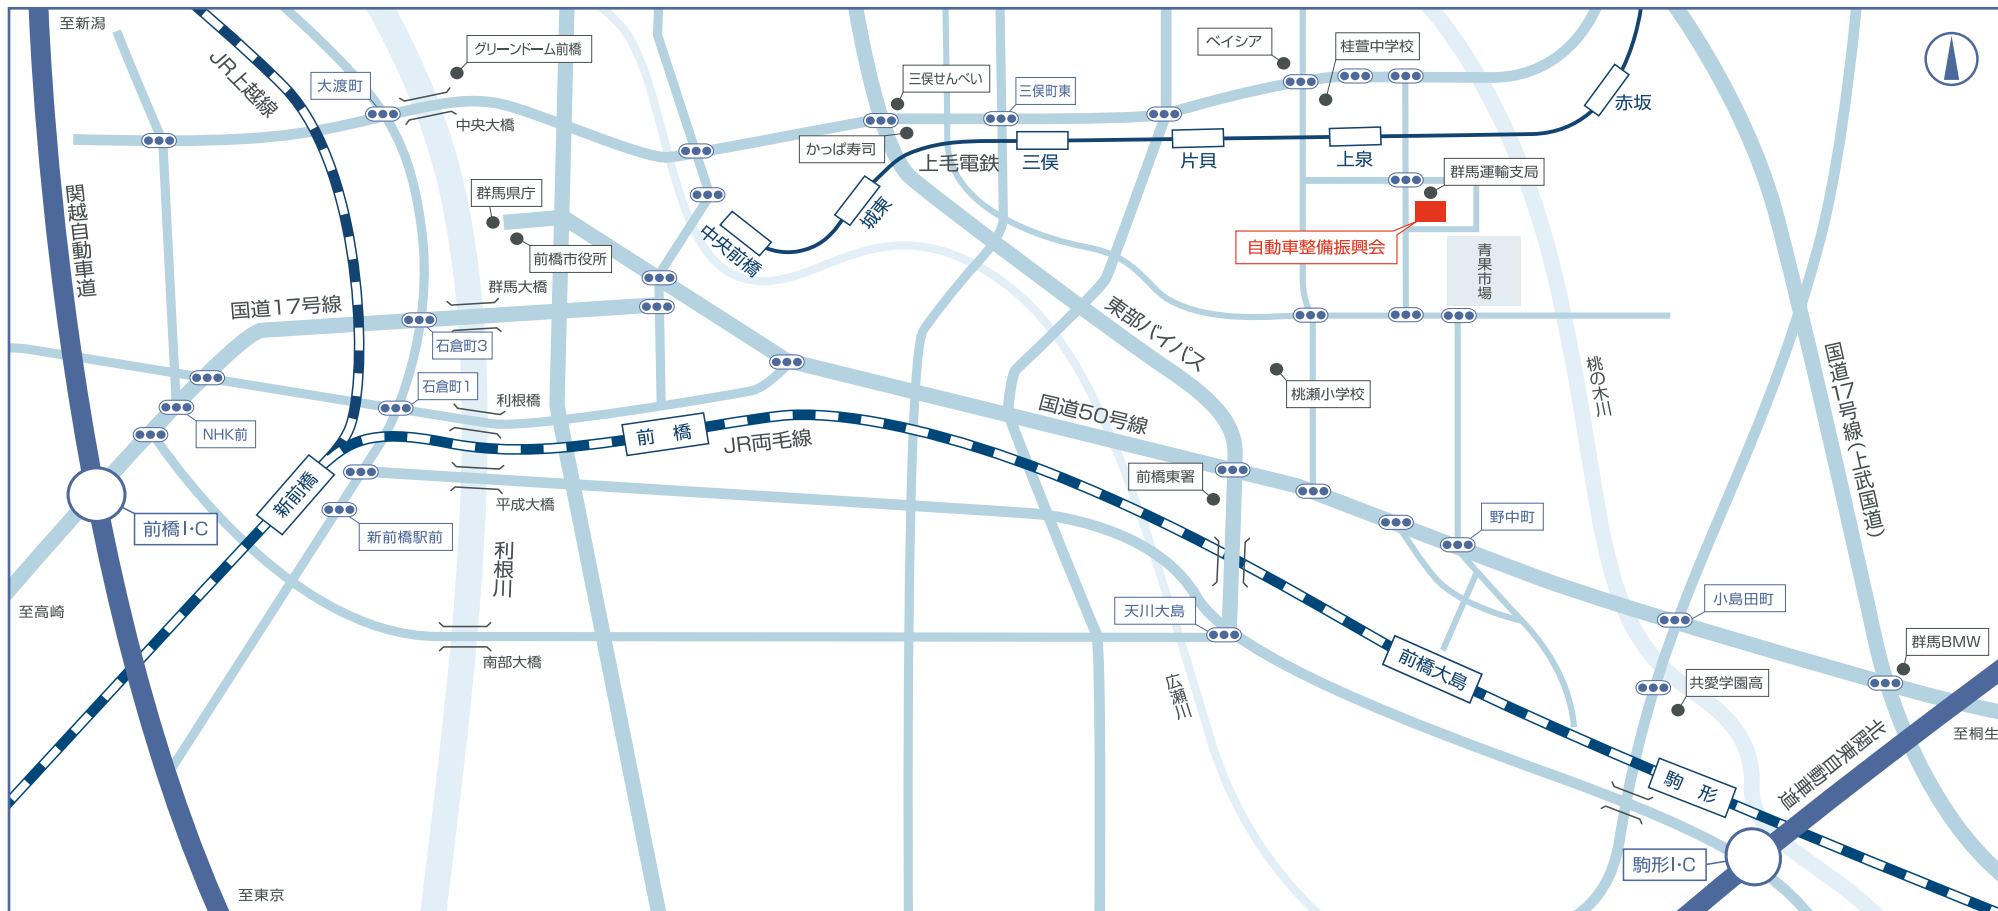 至新潟
JR上越線
グリーンドーム前橋
大渡町
中央大橋
三俣せんべい
三俣町東
ベイシア
桂萱中学校
赤坂
かっぱ寿司
上毛電鉄
三俣
片貝
上泉
群馬運輸支局
関越自動車道
群馬県庁
前橋市役所
中央前橋
城東
自動車整備振興会
青果市場
国道17号線
群馬大橋
石倉町3
東部バイパス
石倉町1
利根橋
桃瀬小学校
桃の木川
国道17号線(上武国道)
NHK前
前橋
JR両毛線
国道50号線
新前橋
前橋東署
前橋I・C
平成大橋
新前橋駅前
野中町
利根川
至高崎
天川大島
小島田町
南部大橋
前橋大島
群馬BMW
広瀬川
共愛学園高
至桐生
北関東自動車道
駒形
駒形I・C
至東京